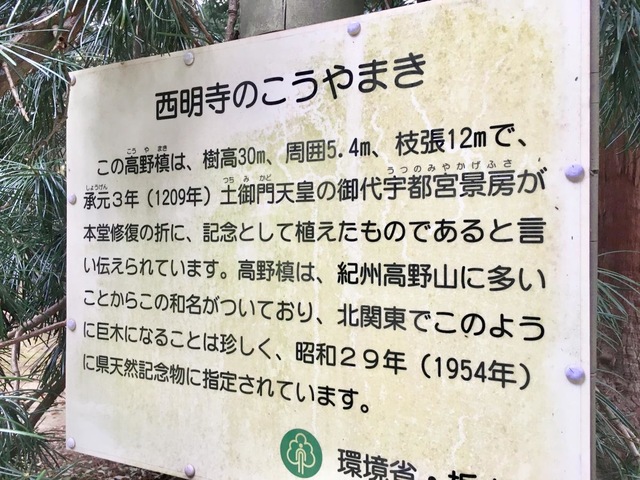 西明寺のこうやまき
こうやまき
この高野槙は、樹高30m、周囲5.4m、枝張12mで、
しょうげん つちみかど うつのみやかげふさ
承元３年（1209年）土御門天皇の御代宇都宮景房が
本堂修復の折に、記念として植えたものであると言
い伝えられています。高野槙は、紀州高野山に多い
ことからこの和名がついており、北関東でこのよう
に巨木になることは珍しく、昭和２９年（1954年）
に県天然記念物に指定されています。
環境省・栃